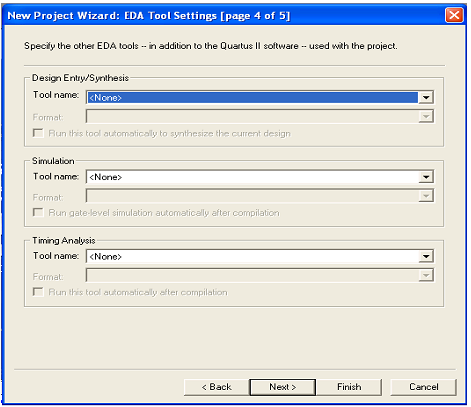 New Project Wizard: EDA Tool Settings [page 4 of 5]
Specify the other EDA tools -- in addition to the Quartus II software -- used with the project.
Design Entry/Synthesis
Tool name: <None>
Format:
Run this tool automatically to synthesize the current design
Simulation
Tool name: <None>
Format:
Run gate-level simulation automatically after compilation
Timing Analysis
Tool name: <None>
Format:
Run this tool automatically after compilation
< Back Next > Finish Cancel